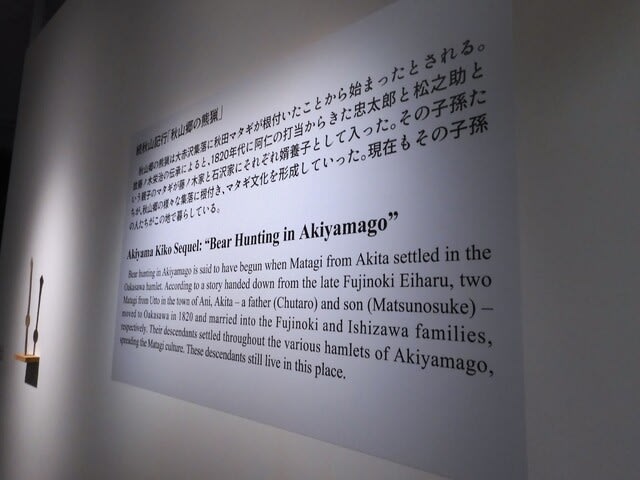 続秋山記行「秋山郷の熊猟」
秋山郷の熊猟は大赤沢集落に秋田マタギが根付いたことから始まったとされる。
故藤ノ木栄治の伝承によると、1820年代に阿仁の打当からきた忠太郎と松之助と
いう親子のマタギが藤ノ木家と石沢家にそれぞれ婿養子として入った。その子孫た
ちが、秋山郷の様々な集落に根付き、マタギ文化を形成していった。現在もその子孫
の人たちがこの地で暮らしている。
Akiyama Kiko Sequel: “Bear Hunting in Akiyamago”
Bear hunting in Akiyamago is said to have begun when Matagi from Akita settled in the
Oakasawa hamlet. According to a story handed down from the late Fujinoki Eiharu, two
Matagi from Utto in the town of Ani, Akita – a father (Chutaro) and son (Matsunosuke) –
moved to Oakasawa in 1820 and married into the Fujinoki and Ishizawa families,
respectively. Their descendants settled throughout the various hamlets of Akiyamago,
spreading the Matagi culture. These descendants still live in this place.